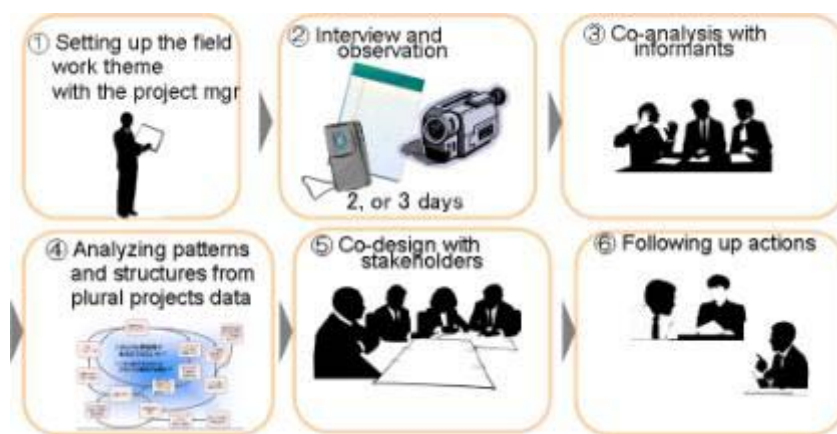 ① Setting up the field
work theme
with the project mgr
② Interview and
observation
2, or 3 days
③ Co-analysis with
informants
④ Analyzing patterns
and structures from
plural projects data
⑤ Co-design with
stakeholders
⑥ Following up actions